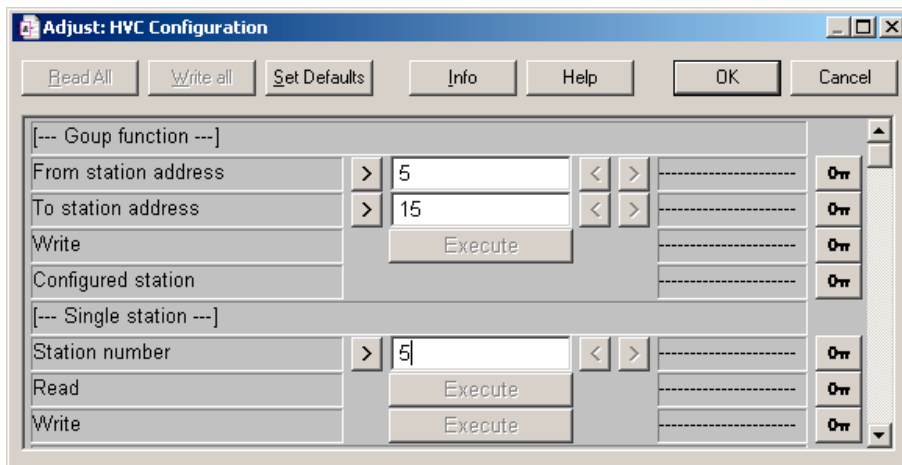 Adjust: HVC Configuration
Read All Write all Set Defaults Info Help OK Cancel
[--- Goup function ---]
From station address > 5 < > ----------------------
To station address > 15 < > ----------------------
Write Execute ----------------------
Configured station ----------------------
[--- Single station ---]
Station number > 5 < > ----------------------
Read Execute ----------------------
Write Execute ----------------------